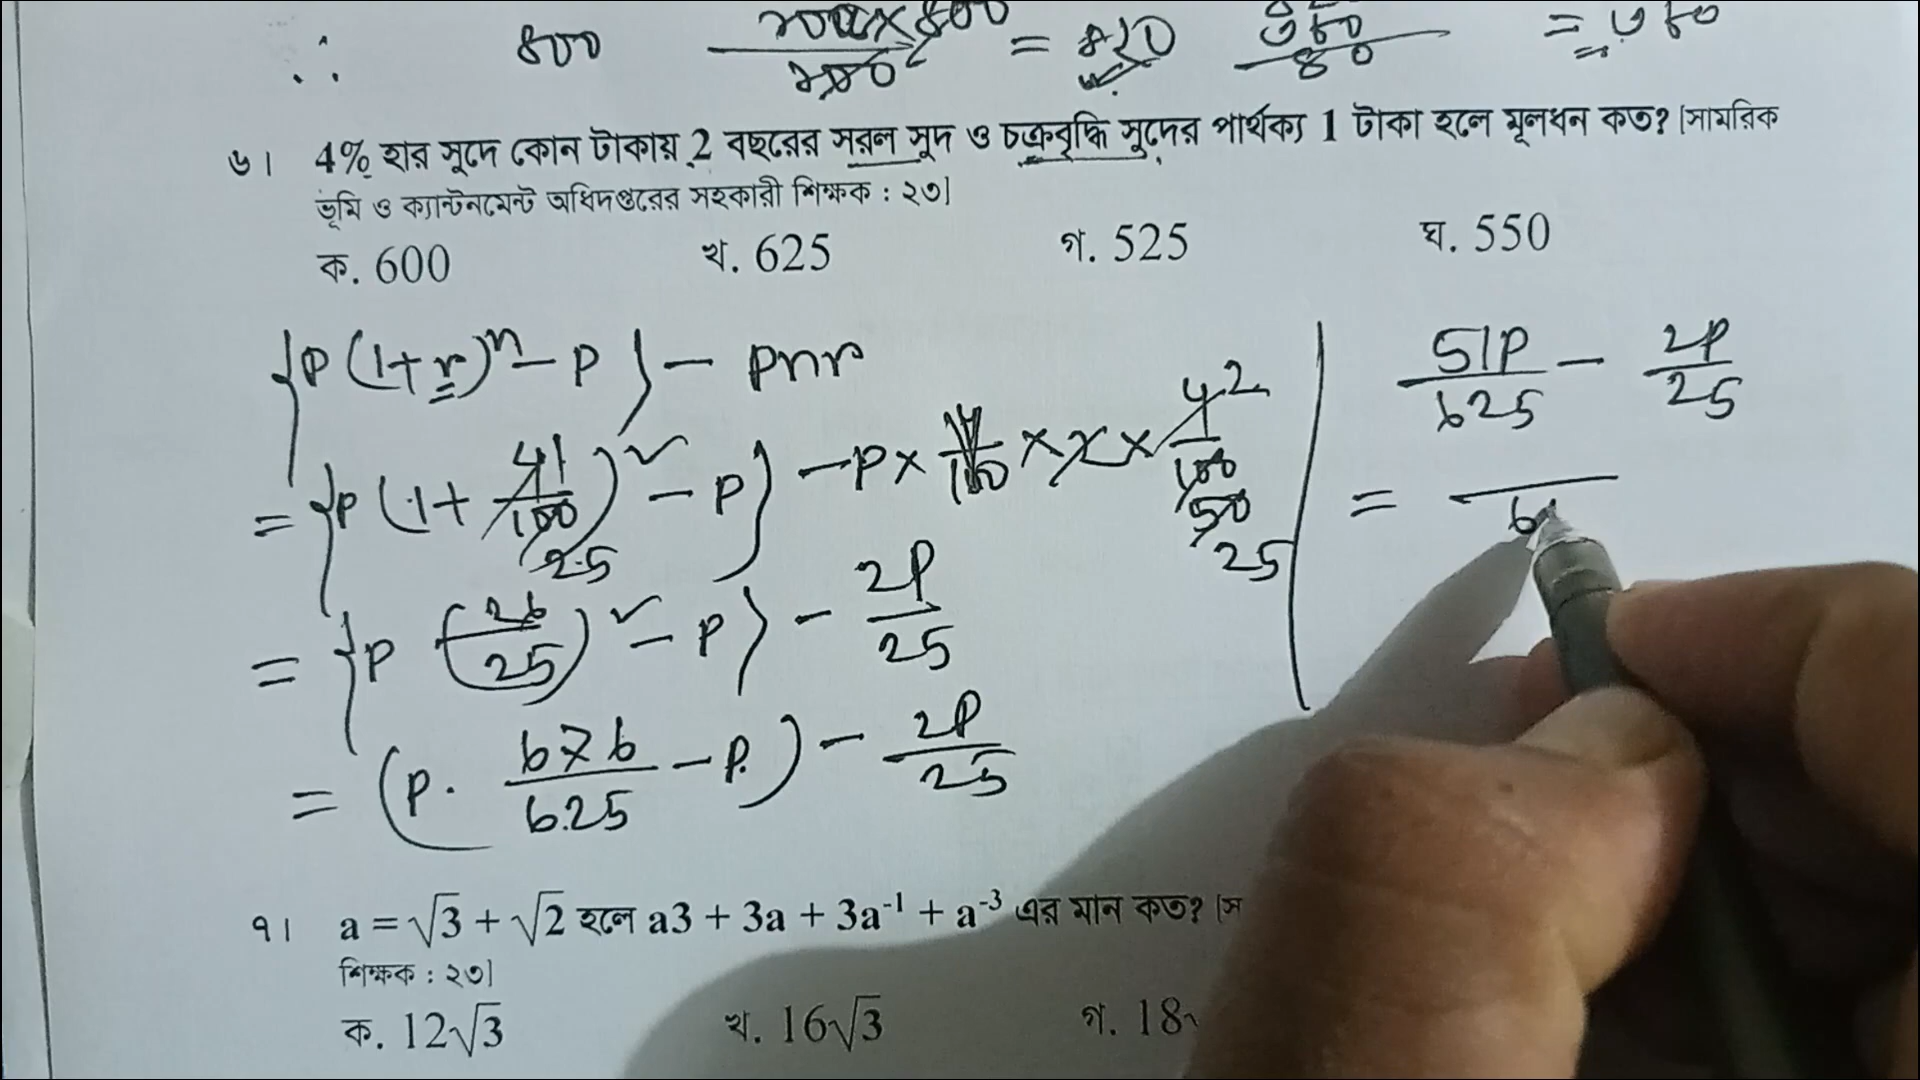 ∴ 800
৬। 4% হার সুদে কোন টাকায় 2 বছরের সরল সুদ ও চক্রবৃদ্ধি সুদের পার্থক্য 1 টাকা হলে মূলধন কত? [সামরিক
ভূমি ও ক্যান্টনমেন্ট অধিদপ্তরের সহকারী শিক্ষক : ২৩]
ক. 600 খ. 625 গ. 525 ঘ. 550
{P(1+r)ⁿ - P} - Pnr
= {P(1+4/100)² - P} - P × 2 × 4/100
= {P(26/25)² - P} - 2P/25
= (P. 676/625 - P.) - 2P/25
51P/625 - 2P/25
=
৭। a = √3 + √2 হলে a3 + 3a + 3a⁻¹ + a⁻³ এর মান কত? [স
শিক্ষক : ২৩]
ক. 12√3 খ. 16√3 গ. 18